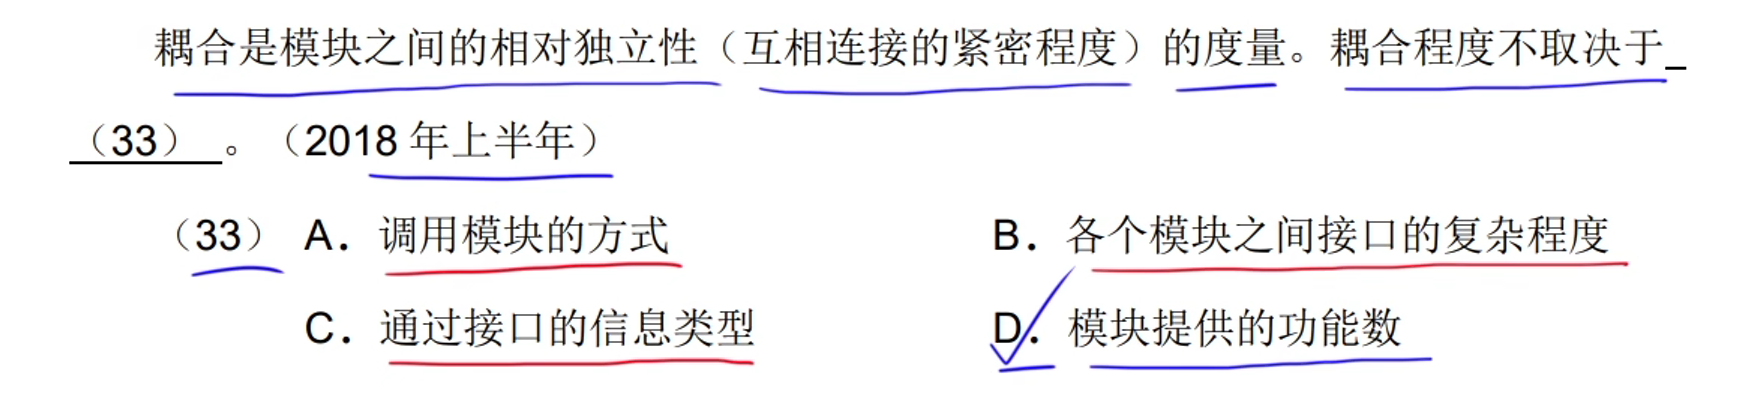 耦合是模块之间的相对独立性（互相连接的紧密程度）的度量。耦合程度不取决于_
（33）。（2018 年上半年）
（33） A．调用模块的方式 B．各个模块之间接口的复杂程度
C．通过接口的信息类型 D．模块提供的功能数